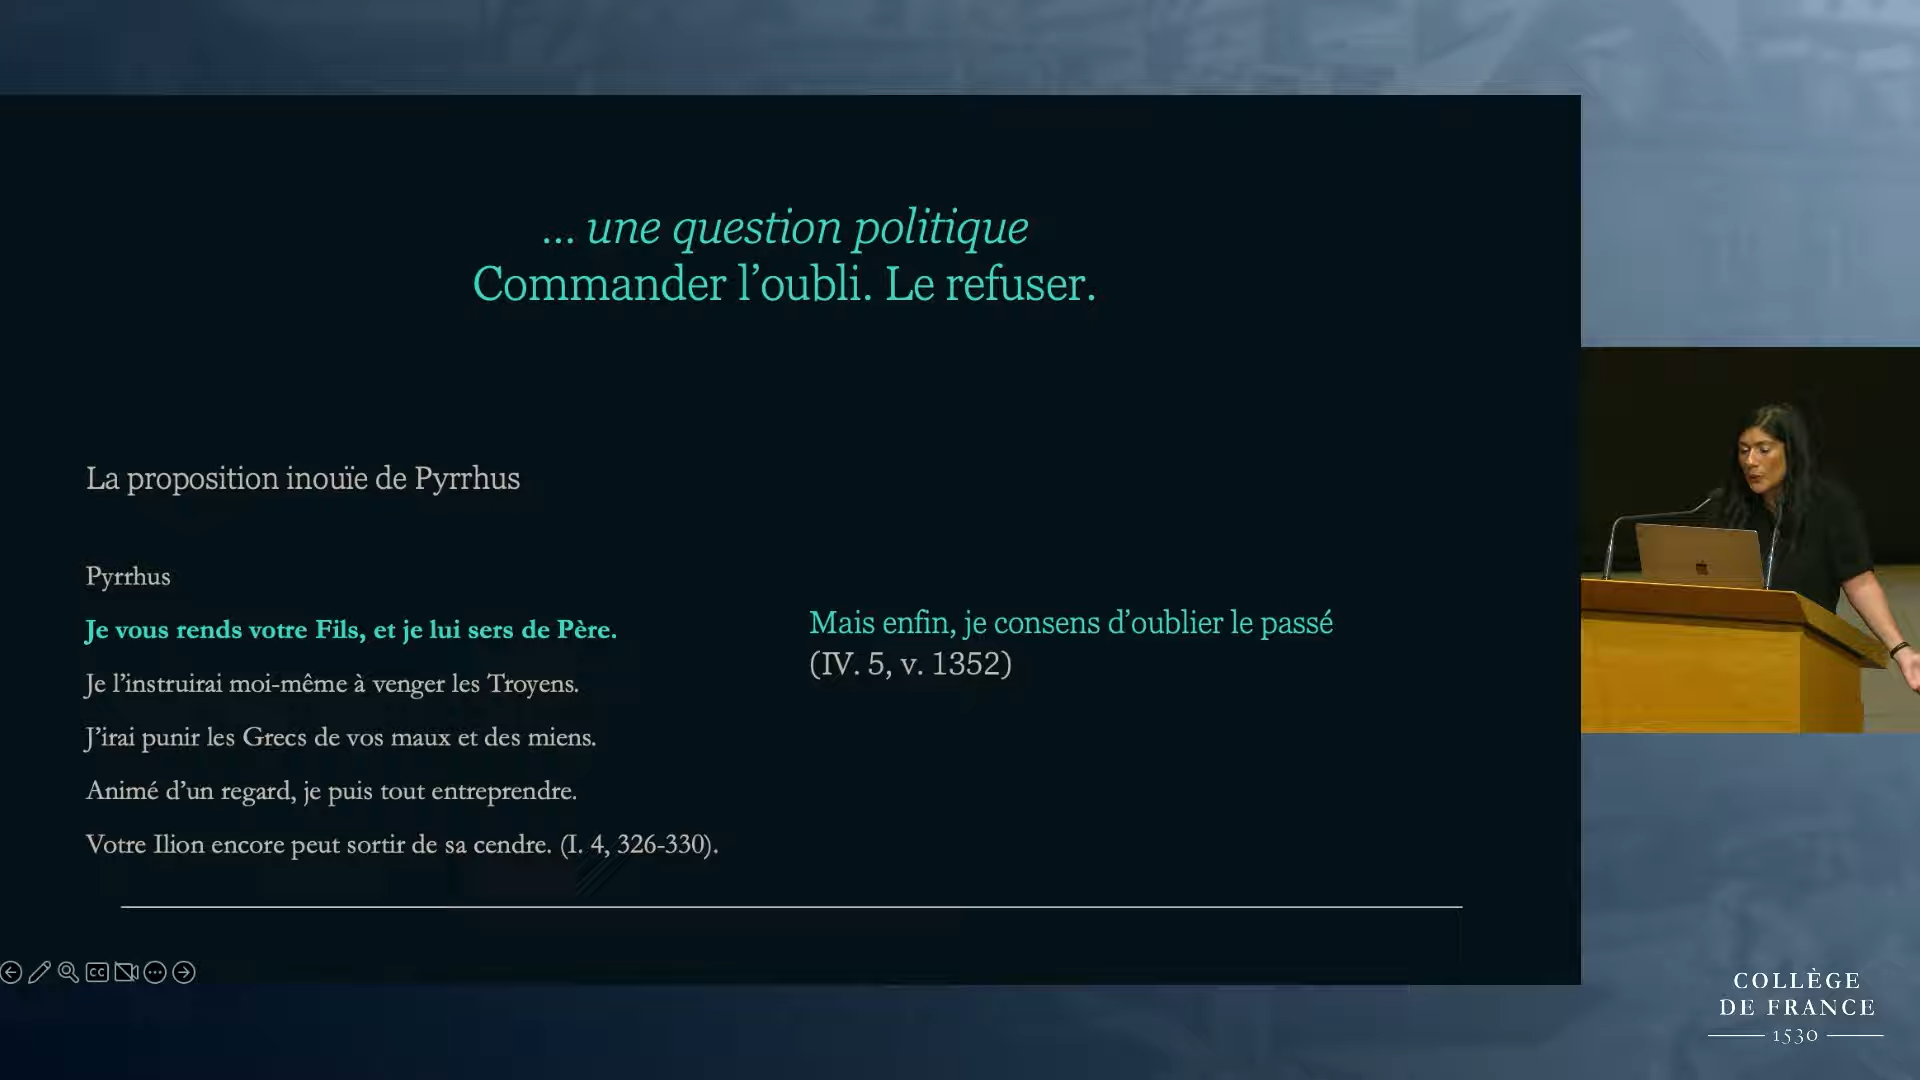 ... une question politique
Commander l’oubli. Le refuser.
La proposition inouïe de Pyrrhus
Pyrrhus
Je vous rends votre Fils, et je lui sers de Père.
Je l’instruirai moi-même à venger les Troyens.
J’irai punir les Grecs de vos maux et des miens.
Animé d’un regard, je puis tout entreprendre.
Votre Ilion encore peut sortir de sa cendre. (I. 4, 326-330).
Mais enfin, je consens d’oublier le passé
(IV. 5, v. 1352)
CC
COLLÈGE
DE FRANCE
1530